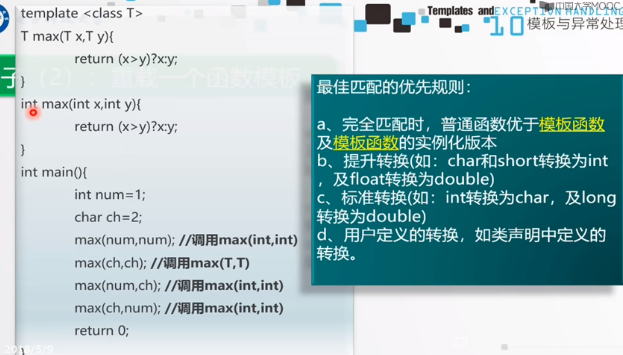 中国大学MOOC
Templates and EXCEPTION HANDLING
10 模板与异常处理
template <class T>
T max(T x,T y){
return (x>y)?x:y;
}
子（2）：重载一个函数模板
int max(int x,int y){
return (x>y)?x:y;
}
int main(){
int num=1;
char ch=2;
max(num,num); //调用max(int,int)
max(ch,ch); //调用max(T,T)
max(num,ch); //调用max(int,int)
max(ch,num); //调用max(int,int)
return 0;
最佳匹配的优先规则：
a、完全匹配时，普通函数优于模板函数
及模板函数的实例化版本
b、提升转换(如：char和short转换为int
，及float转换为double)
c、标准转换(如：int转换为char，及long
转换为double)
d、用户定义的转换，如类声明中定义的
转换。